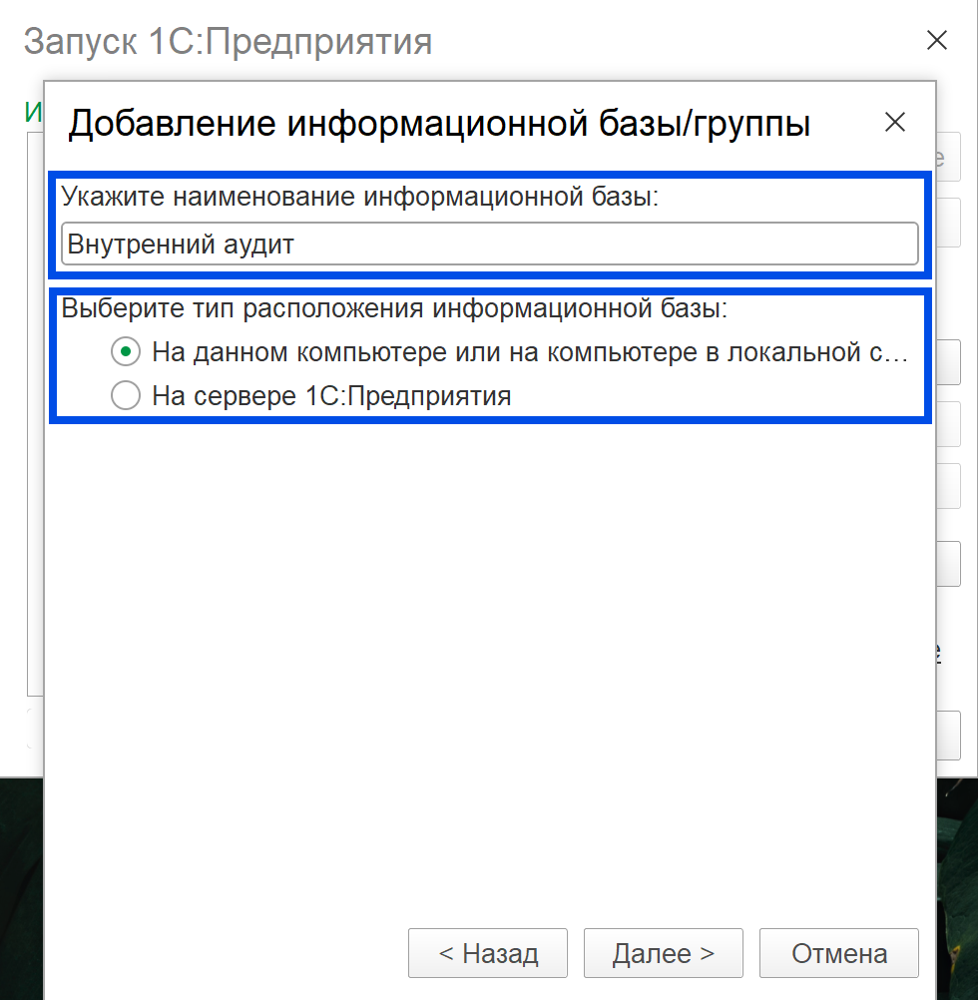 Запуск 1С:Предприятия
И
Добавление информационной базы/группы
Укажите наименование информационной базы:
Внутренний аудит
Выберите тип расположения информационной базы:
На данном компьютере или на компьютере в локальной с...
На сервере 1С:Предприятия
< Назад
Далее >
Отмена